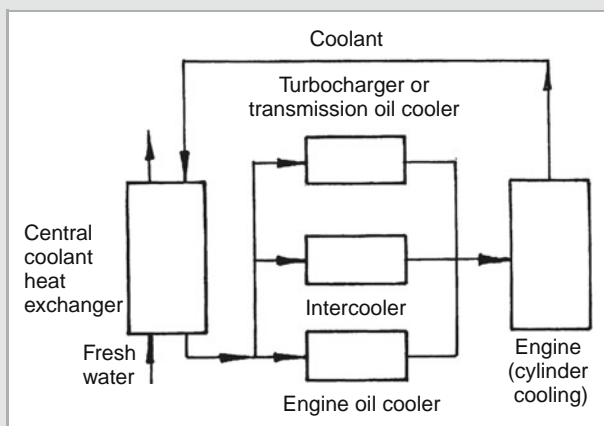 Coolant
Turbocharger or
transmission oil cooler
Central
coolant
heat
exchanger
Intercooler
Fresh
water
Engine oil cooler
Engine
(cylinder
cooling)